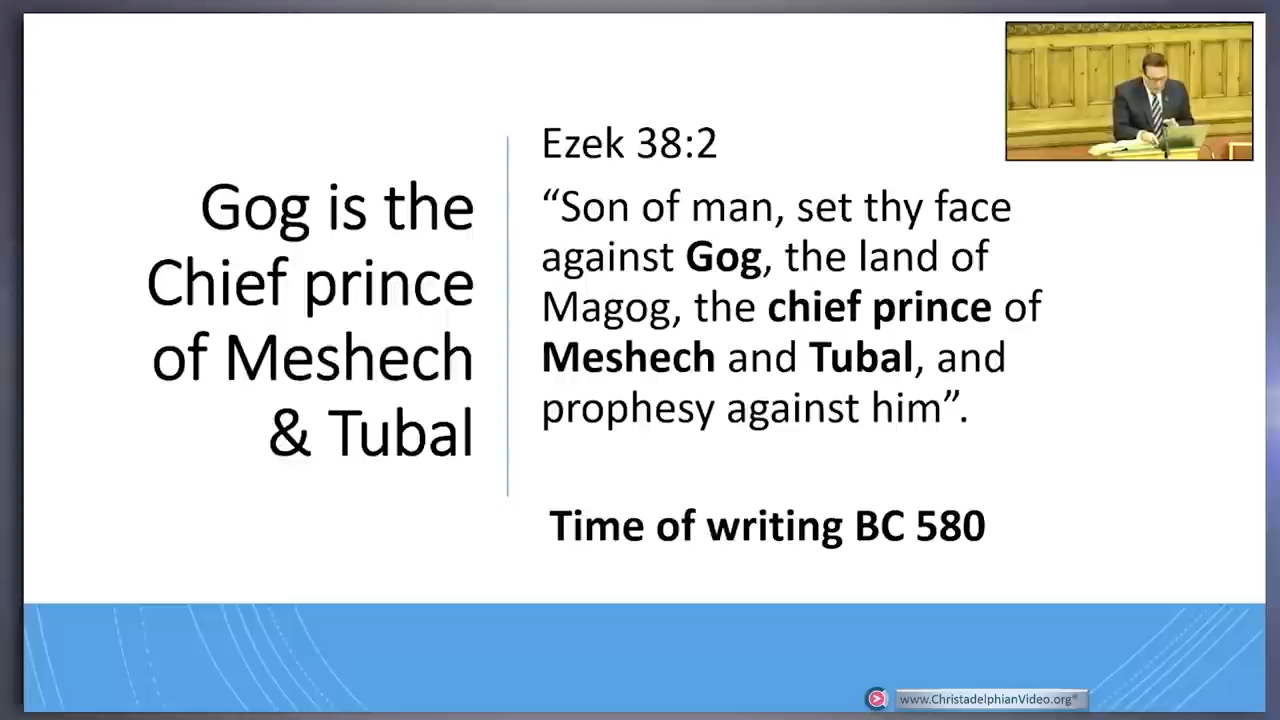 Gog is the
Chief prince
of Meshech
& Tubal
Ezek 38:2
“Son of man, set thy face
against Gog, the land of
Magog, the chief prince of
Meshech and Tubal, and
prophesy against him”.
Time of writing BC 580
www.ChristadelphianVideo.org